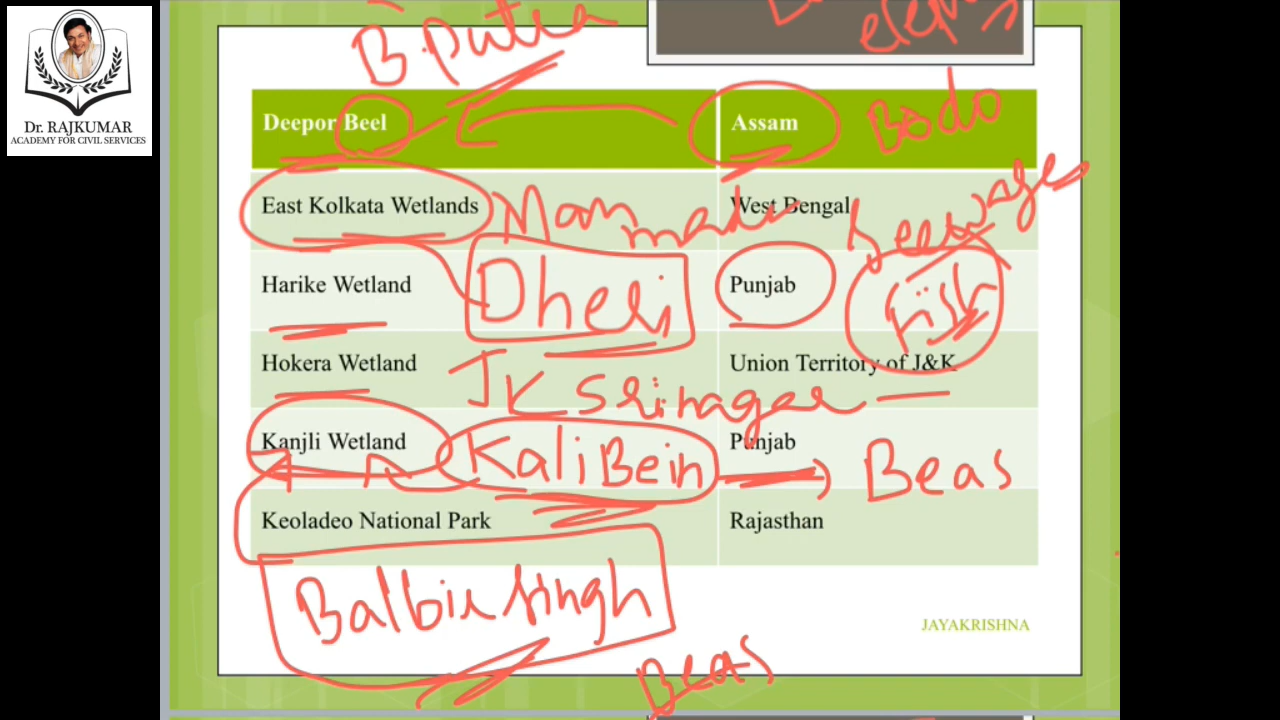 Dr. RAJKUMAR
ACADEMY FOR CIVIL SERVICES
B.Putra
Deepor Beel Assam Bodo
East Kolkata Wetlands Man made West Bengal
Harike Wetland Dheri Punjab fish
Hokera Wetland Union Territory of J&K
JK Srinagar
Kanjli Wetland Kali Bein Punjab Beas
Keoladeo National Park Rajasthan
Balbir Singh
JAYAKRISHNA
Beas